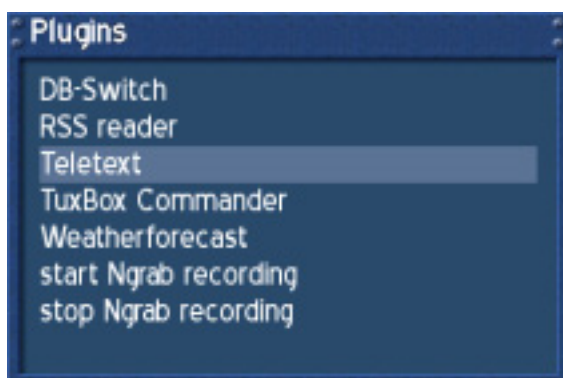 Plugins
DB-Switch
RSS reader
Teletext
TuxBox Commander
Weatherforecast
start Ngrab recording
stop Ngrab recording